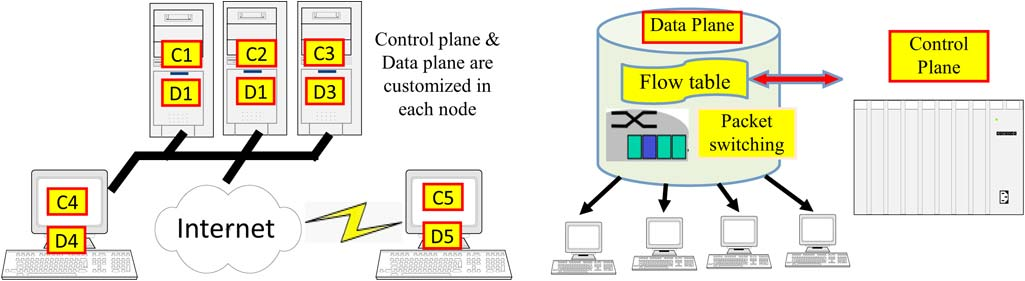 C1
C2
C3
D1
D1
D3
Control plane &
Data plane are
customized in
each node
C4
D4
Internet
C5
D5
Data Plane
Flow table
Packet
switching
Control
Plane